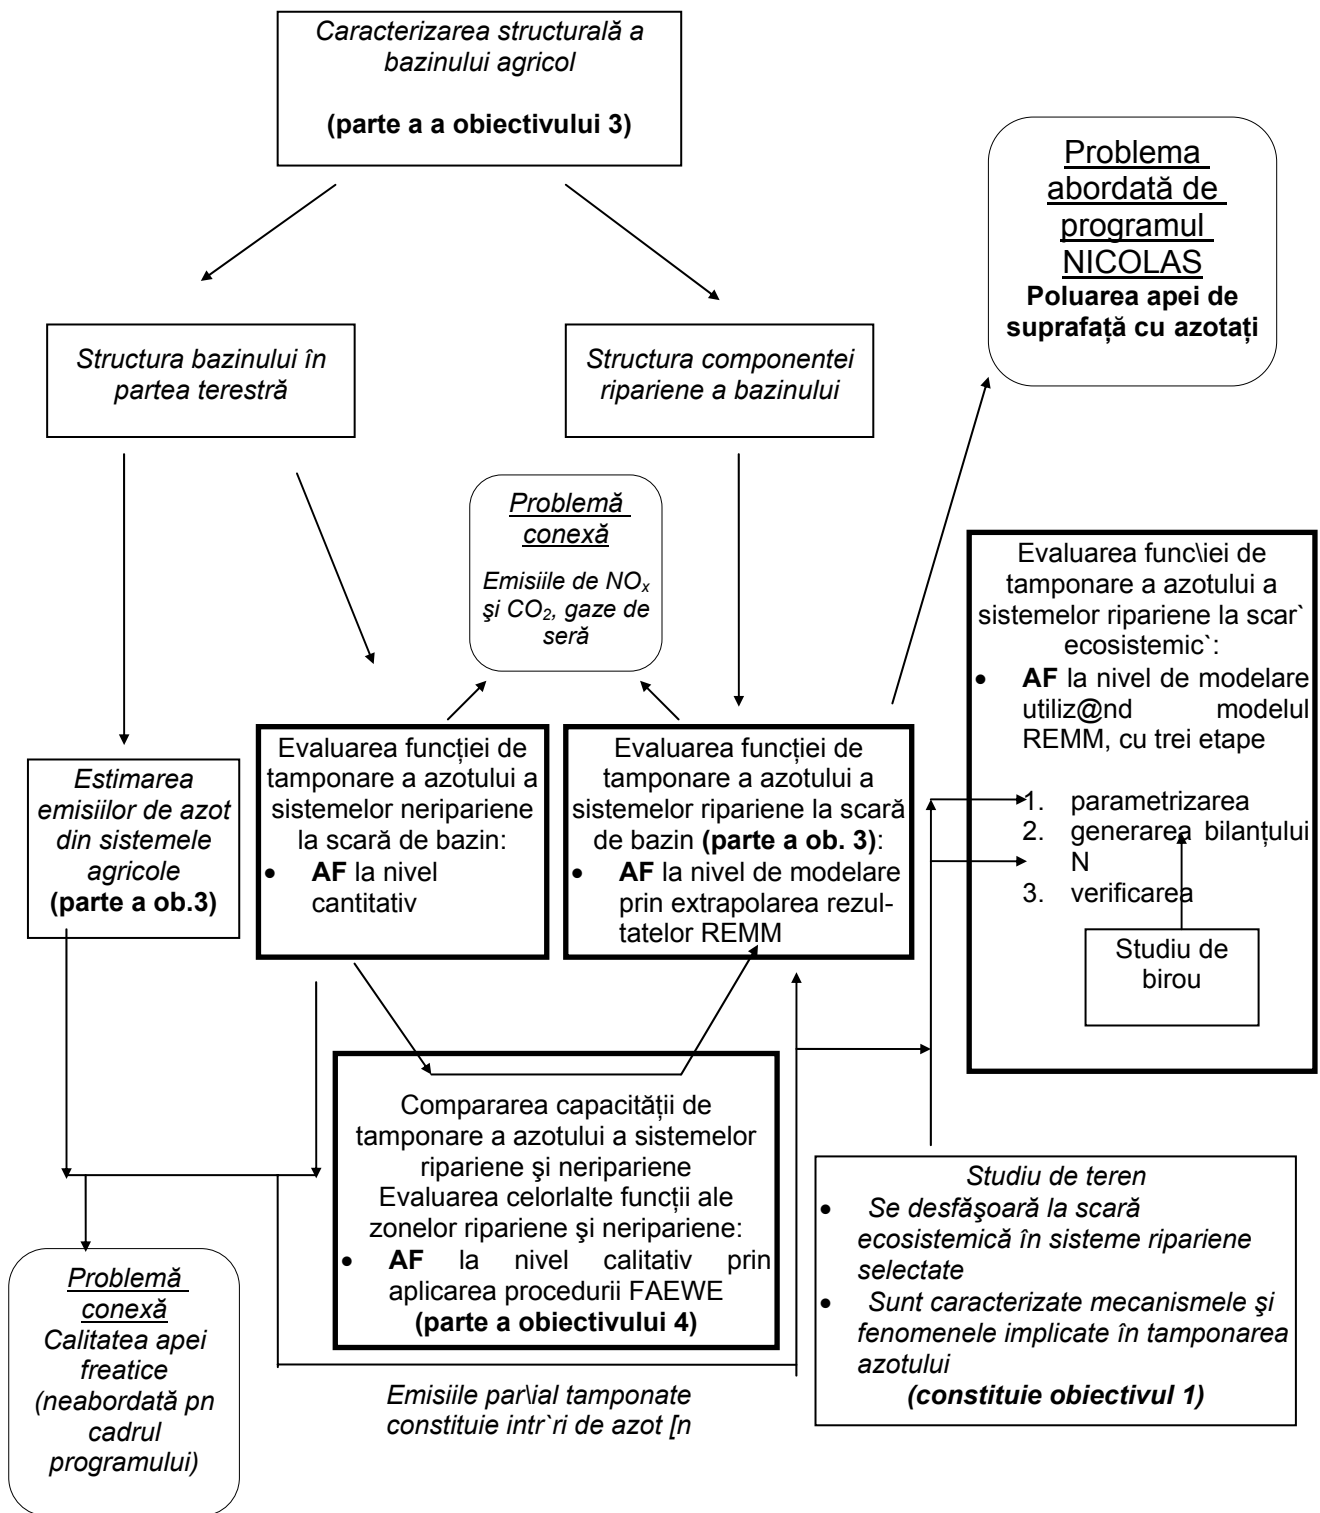 Caracterizarea structurală a
bazinului agricol
(parte a a obiectivului 3)
Problema
abordată de
programul
NICOLAS
Poluarea apei de
suprafață cu azotați
Structura bazinului în
partea terestră
Structura componentei
ripariene a bazinului
Problemă
conexă
Emisiile de NOx
şi CO2, gaze de
seră
Evaluarea func\iei de
tamponare a azotului a
sistemelor ripariene la scar`
ecosistemic`:
• AF la nivel de modelare
utiliz@nd modelul
REMM, cu trei etape
1. parametrizarea
2. generarea bilanțului
N
3. verificarea
Studiu de
birou
Estimarea
emisiilor de azot
din sistemele
agricole
(parte a ob.3)
Evaluarea funcției de
tamponare a azotului a
sistemelor neripariene
la scară de bazin:
• AF la nivel
cantitativ
Evaluarea funcției de
tamponare a azotului a
sistemelor ripariene la scară
de bazin (parte a ob. 3):
• AF la nivel de modelare
prin extrapolarea rezul-
tatelor REMM
Compararea capacității de
tamponare a azotului a sistemelor
ripariene şi neripariene
Evaluarea celorlalte funcții ale
zonelor ripariene şi neripariene:
• AF la nivel calitativ prin
aplicarea procedurii FAEWE
(parte a obiectivului 4)
Studiu de teren
• Se desfăşoară la scară
ecosistemică în sisteme ripariene
selectate
• Sunt caracterizate mecanismele şi
fenomenele implicate în tamponarea
azotului
(constituie obiectivul 1)
Problemă
conexă
Calitatea apei
freatice
(neabordată pn
cadrul
programului)
Emisiile par\ial tamponate
constituie intr`ri de azot [n